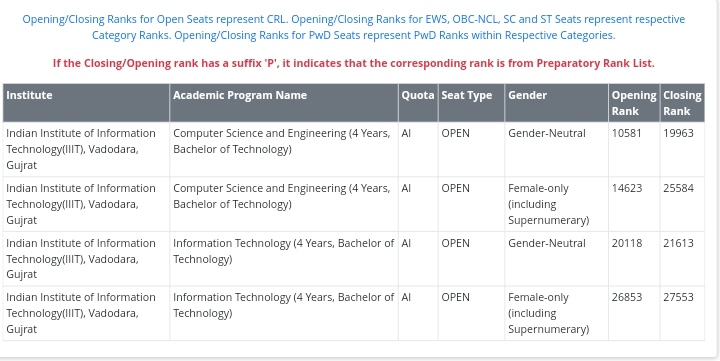 Opening/Closing Ranks for Open Seats represent CRL. Opening/Closing Ranks for EWS, OBC-NCL, SC and ST Seats represent respective
Category Ranks. Opening/Closing Ranks for PwD Seats represent PwD Ranks within Respective Categories.
If the Closing/Opening rank has a suffix 'P', it indicates that the corresponding rank is from Preparatory Rank List.
Institute Academic Program Name Quota Seat Type Gender Opening Closing
Rank Rank
Indian Institute of Information Computer Science and Engineering (4 Years, AI OPEN Gender-Neutral 10581 19963
Technology(IIIT), Vadodara, Bachelor of Technology)
Gujrat
Indian Institute of Information Computer Science and Engineering (4 Years, AI OPEN Female-only 14623 25584
Technology(IIIT), Vadodara, Bachelor of Technology) (including
Gujrat Supernumerary)
Indian Institute of Information Information Technology (4 Years, Bachelor of AI OPEN Gender-Neutral 20118 21613
Technology(IIIT), Vadodara, Technology)
Gujrat
Indian Institute of Information Information Technology (4 Years, Bachelor of AI OPEN Female-only 26853 27553
Technology(IIIT), Vadodara, Technology) (including
Gujrat Supernumerary)